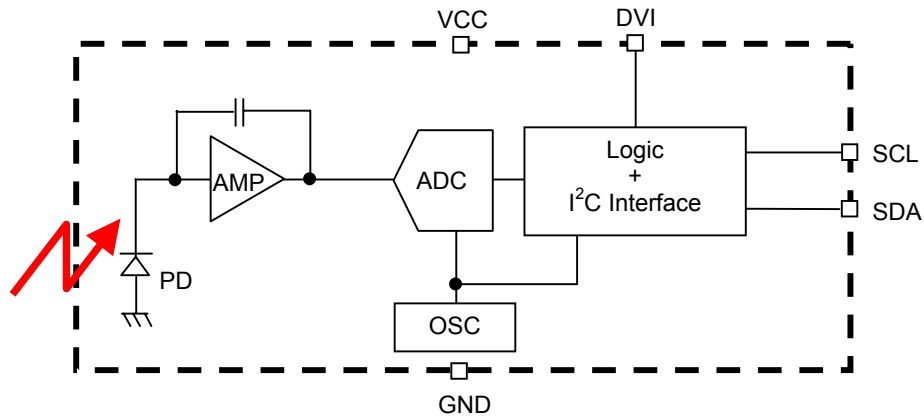 VCC
DVI
AMP
ADC
Logic
+
I²C Interface
SCL
SDA
PD
OSC
GND